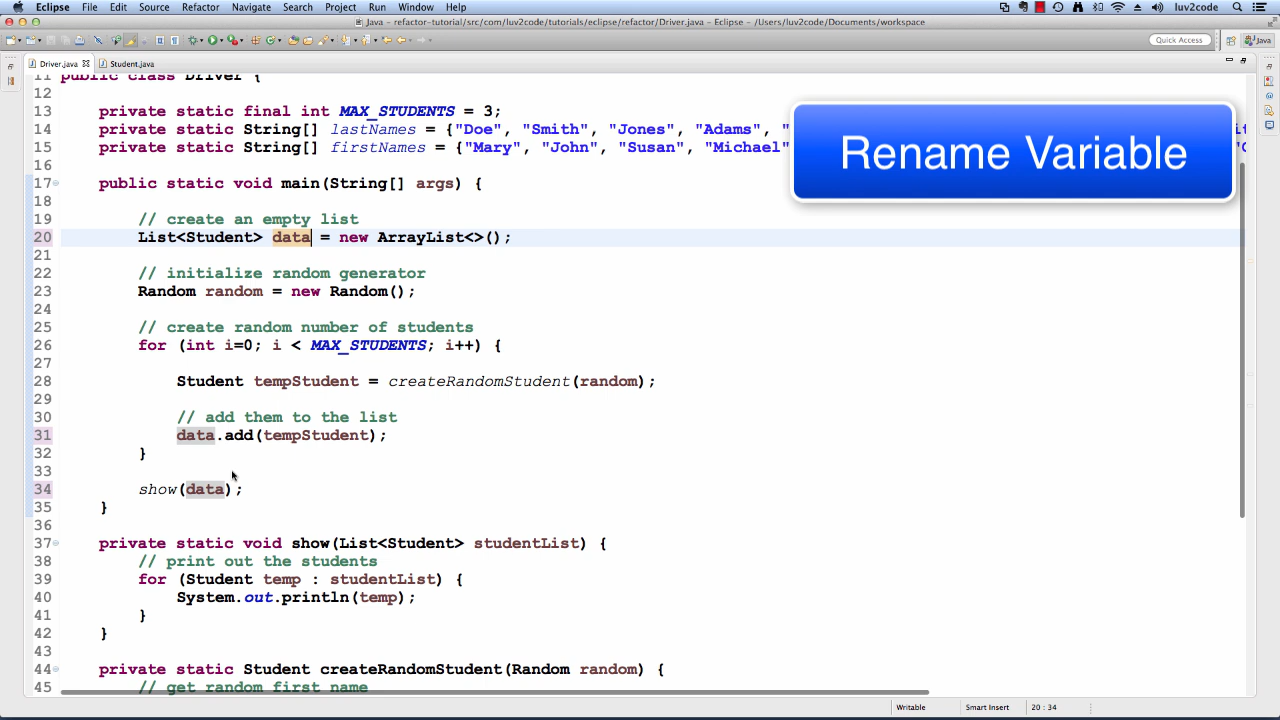 Eclipse File Edit Source Refactor Navigate Search Project Run Window Help luv2code
Java - refactor-tutorial/src/com/luv2code/tutorials/eclipse/refactor/Driver.java - Eclipse - /Users/luv2code/Documents/workspace
Quick Access Java
Driver.java Student.java
11 public class Driver {
12
13 private static final int MAX_STUDENTS = 3;
14 private static String[] lastNames = {"Doe", "Smith", "Jones", "Adams", "
15 private static String[] firstNames = {"Mary", "John", "Susan", "Michael"
Rename Variable
16
17 public static void main(String[] args) {
18
19 // create an empty list
20 List<Student> data = new ArrayList<>();
21
22 // initialize random generator
23 Random random = new Random();
24
25 // create random number of students
26 for (int i=0; i < MAX_STUDENTS; i++) {
27
28 Student tempStudent = createRandomStudent(random);
29
30 // add them to the list
31 data.add(tempStudent);
32 }
33
34 show(data);
35 }
36
37 private static void show(List<Student> studentList) {
38 // print out the students
39 for (Student temp : studentList) {
40 System.out.println(temp);
41 }
42 }
43
44 private static Student createRandomStudent(Random random) {
45 // get random first name
Writable Smart Insert 20 : 34